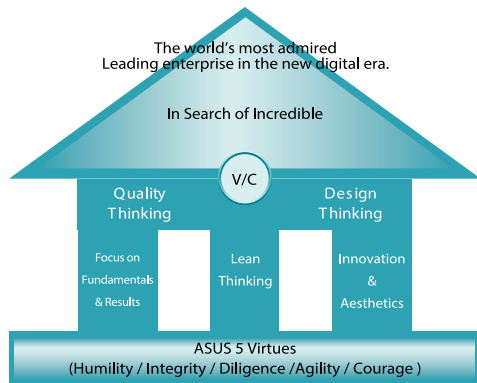 The world's most admired
Leading enterprise in the new digital era.
In Search of Incredible
V/C
Quality
Thinking
Design
Thinking
Focus on
Fundamentals
& Results
Lean
Thinking
Innovation
&
Aesthetics
ASUS 5 Virtues
(Humility / Integrity / Diligence /Agility / Courage )